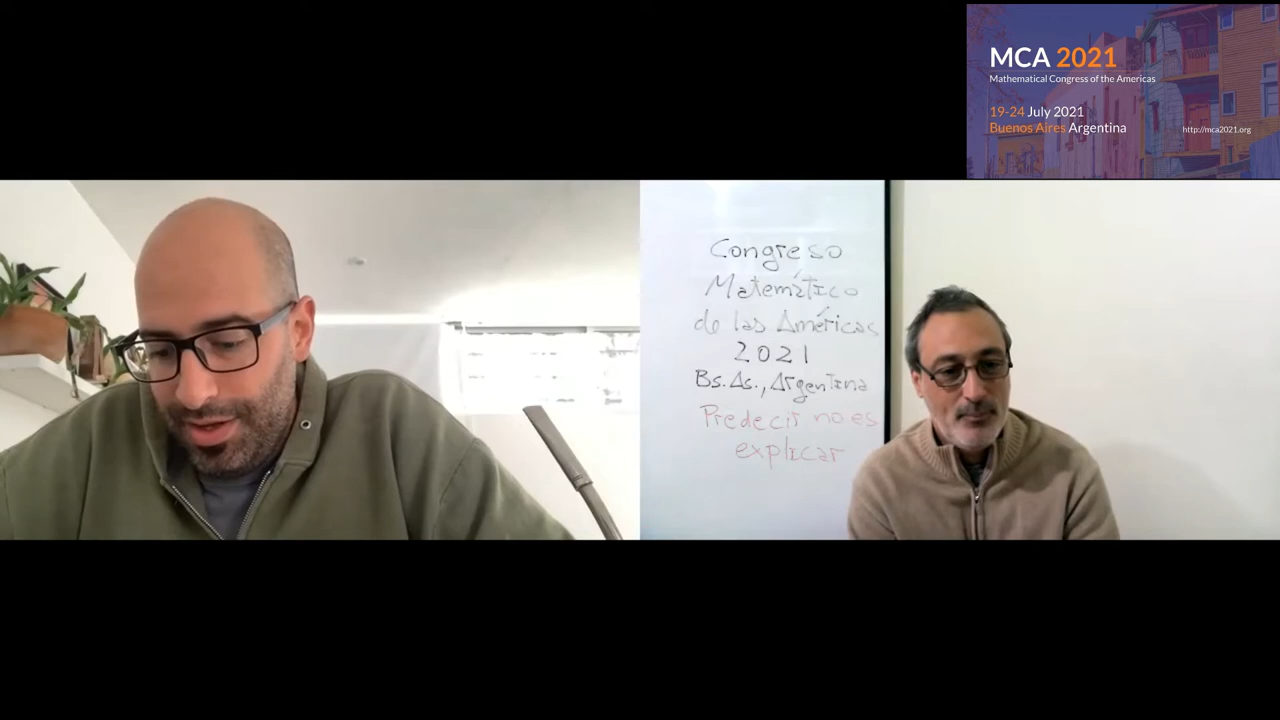 MCA 2021
Mathematical Congress of the Americas
19-24 July 2021
Buenos Aires Argentina
http://mca2021.org
Congreso
Matemático
de las Américas
2021
Bs. As., Argentina
Predecir no es
explicar